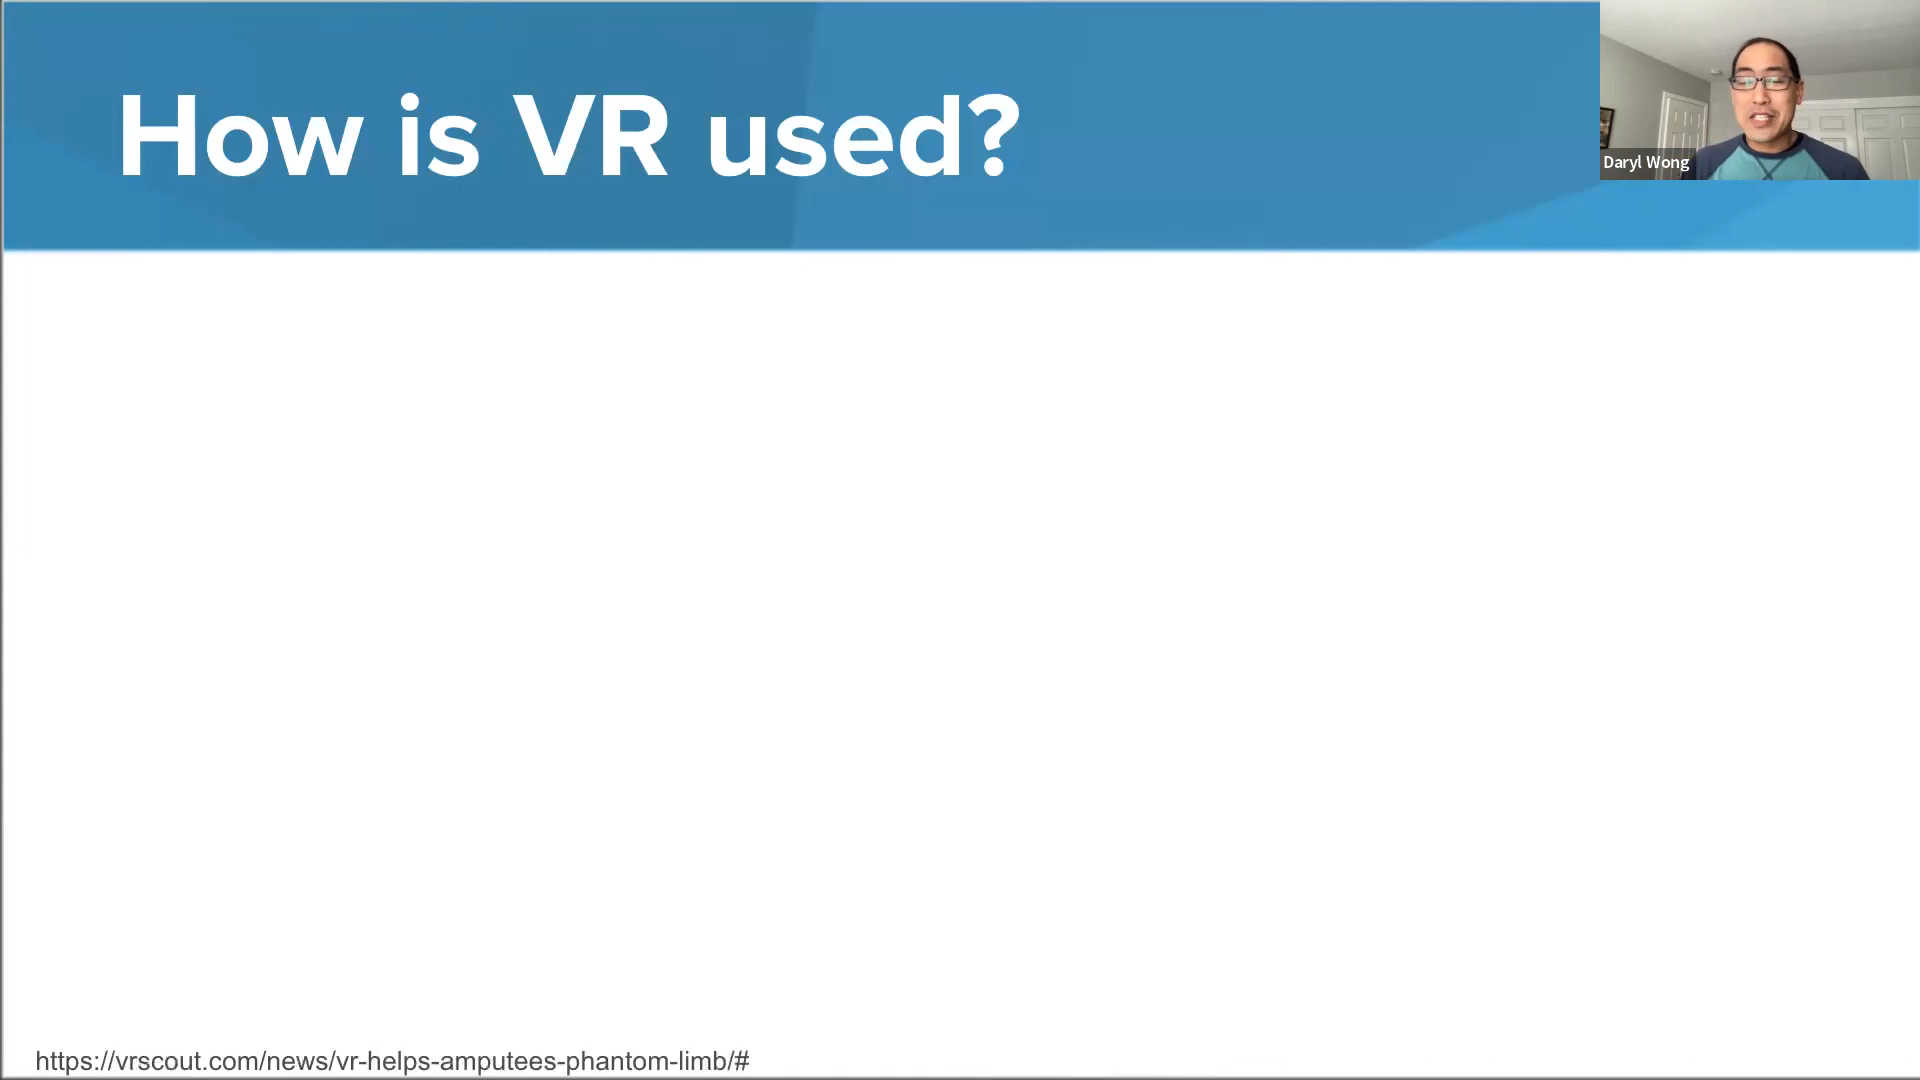 How is VR used?
Daryl Wong
https://vrscout.com/news/vr-helps-amputees-phantom-limb/#